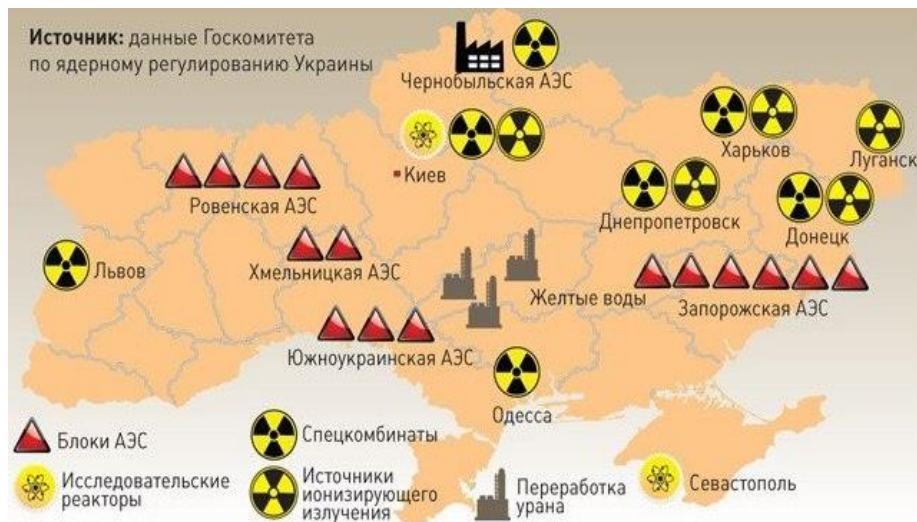 Источник: данные Госкомитета
по ядерному регулированию Украины
Чернобыльская АЭС
Киев
Харьков
Луганск
Ровенская АЭС
Днепропетровск
Донецк
Львов
Хмельницкая АЭС
Желтые воды
Запорожская АЭС
Южноукраинская АЭС
Одесса
Блоки АЭС
Спецкомбинаты
Исследовательские
реакторы
Источники
ионизирующего
излучения
Переработка
урана
Севастополь